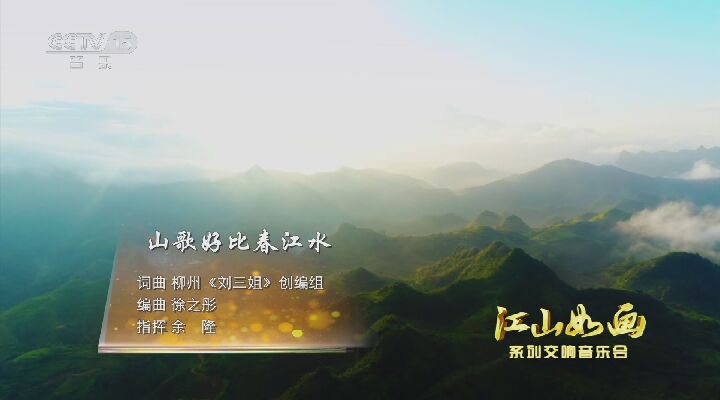 CCTV 15
音乐
山歌好比春江水
词曲 柳州《刘三姐》创编组
编曲 徐之彤
指挥 余 隆
江山如画
系列交响音乐会